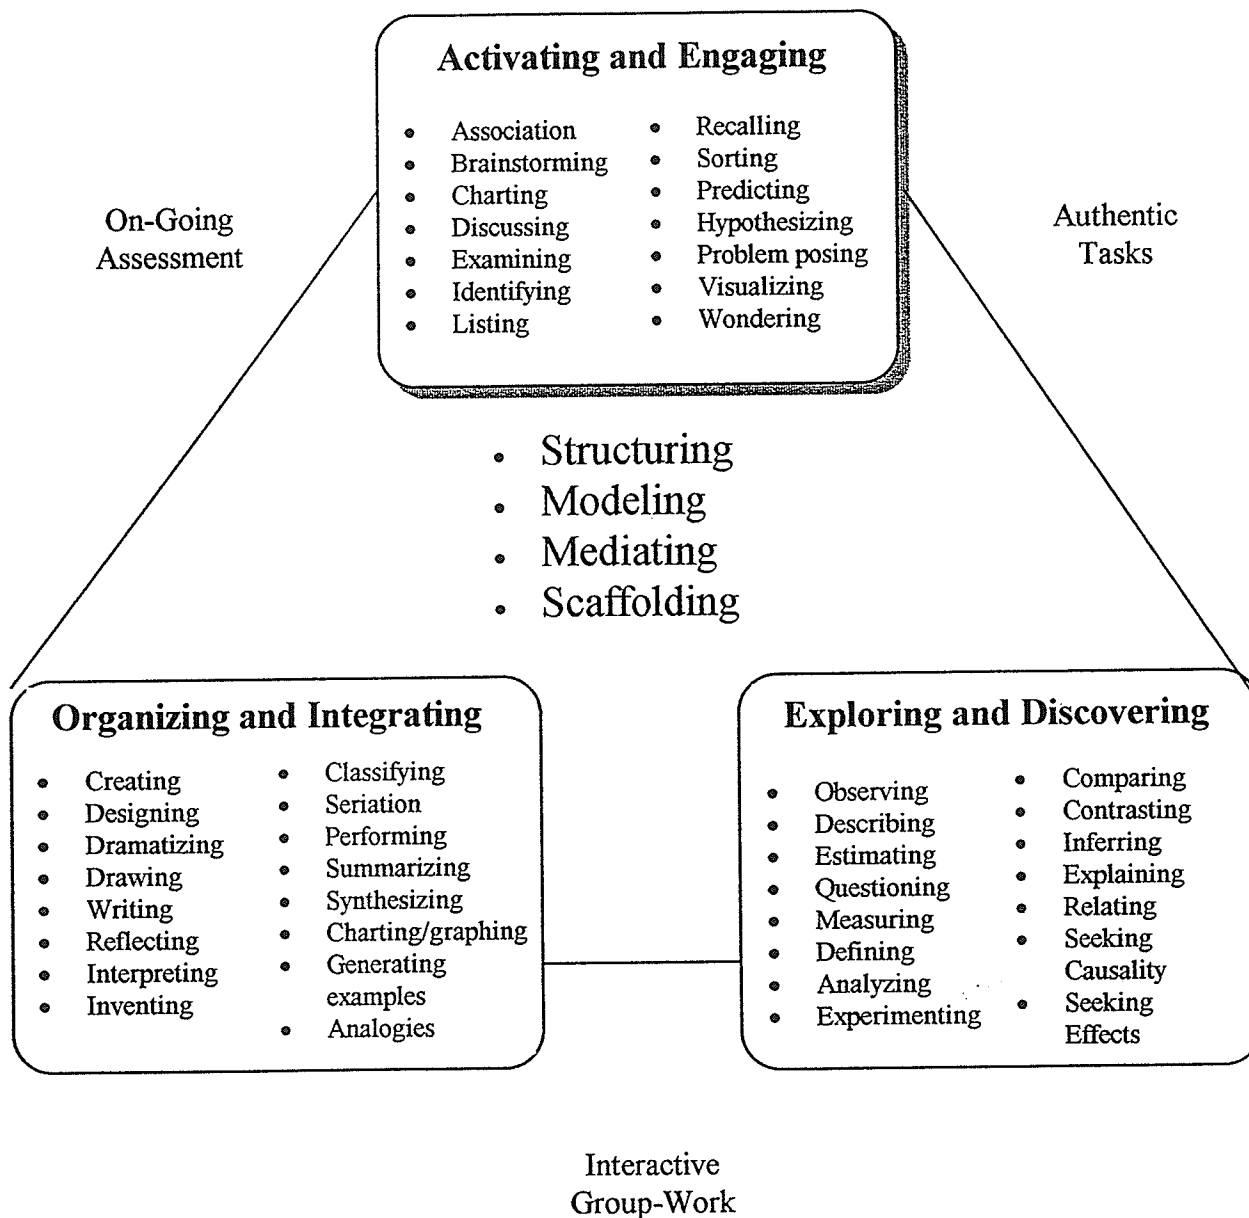 Activating and Engaging
• Association
• Brainstorming
• Charting
• Discussing
• Examining
• Identifying
• Listing
• Recalling
• Sorting
• Predicting
• Hypothesizing
• Problem posing
• Visualizing
• Wondering
On-Going
Assessment
Authentic
Tasks
• Structuring
• Modeling
• Mediating
• Scaffolding
Organizing and Integrating
• Creating
• Designing
• Dramatizing
• Drawing
• Writing
• Reflecting
• Interpreting
• Inventing
• Classifying
• Seriation
• Performing
• Summarizing
• Synthesizing
• Charting/graphing
• Generating
examples
• Analogies
Exploring and Discovering
• Observing
• Describing
• Estimating
• Questioning
• Measuring
• Defining
• Analyzing
• Experimenting
• Comparing
• Contrasting
• Inferring
• Explaining
• Relating
• Seeking
Causality
• Seeking
Effects
Interactive
Group-Work